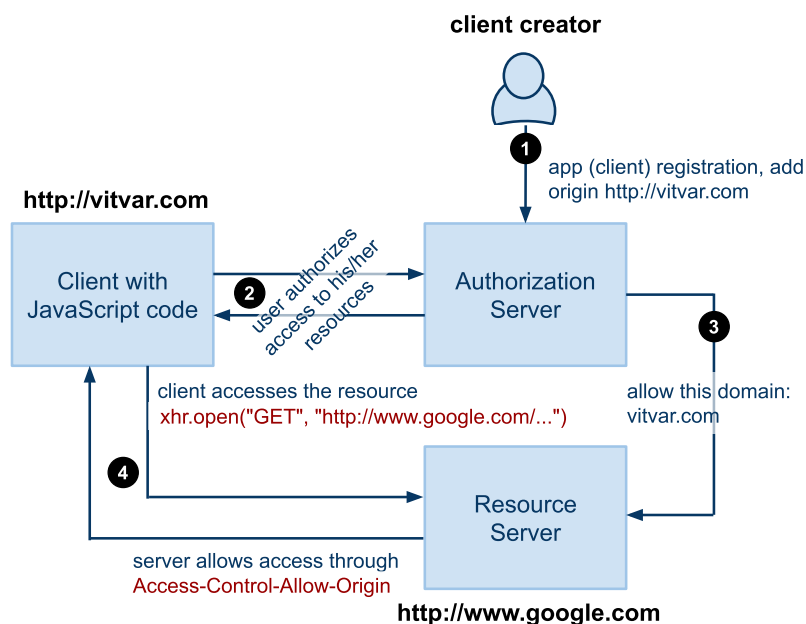 client creator
1
app (client) registration, add
origin http://vitvar.com
http://vitvar.com
Client with
JavaScript code
2
user authorizes
access to his/her
resources
Authorization
Server
3
allow this domain:
vitvar.com
client accesses the resource
xhr.open("GET", "http://www.google.com/...")
4
Resource
Server
server allows access through
Access-Control-Allow-Origin
http://www.google.com